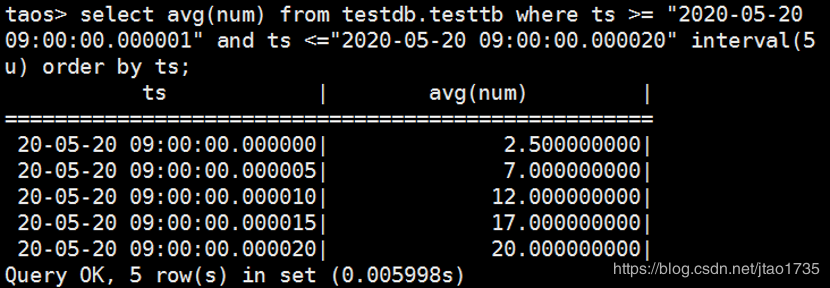 taos> select avg(num) from testdb.testtb where ts >= "2020-05-20
09:00:00.000001" and ts <="2020-05-20 09:00:00.000020" interval(5
u) order by ts;
ts | avg(num) |
==================================================
20-05-20 09:00:00.000000| 2.500000000|
20-05-20 09:00:00.000005| 7.000000000|
20-05-20 09:00:00.000010| 12.000000000|
20-05-20 09:00:00.000015| 17.000000000|
20-05-20 09:00:00.000020| 20.000000000|
Query OK, 5 row(s) in set (0.005998s)
https://blog.csdn.net/jtao1735